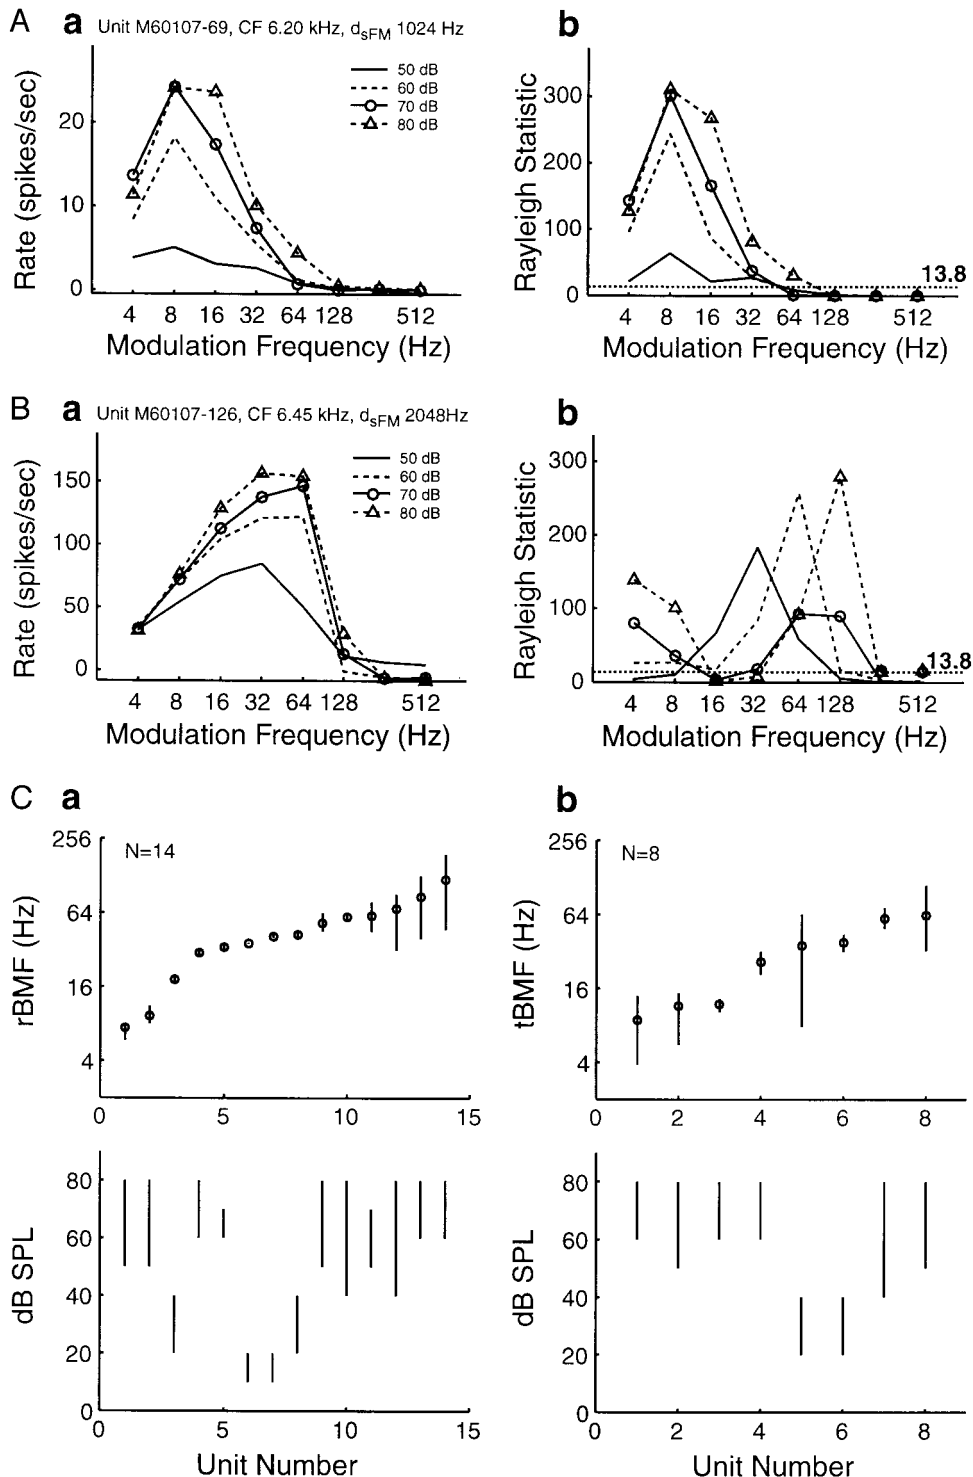 A a Unit M60107-69, CF 6.20 kHz, dsFM 1024 Hz
50 dB
60 dB
70 dB
80 dB
Rate (spikes/sec)
20
10
0
4 8 16 32 64 128 512
Modulation Frequency (Hz)
b
Rayleigh Statistic
300
200
100
0
13.8
4 8 16 32 64 128 512
Modulation Frequency (Hz)
B a Unit M60107-126, CF 6.45 kHz, dsFM 2048Hz
50 dB
60 dB
70 dB
80 dB
Rate (spikes/sec)
150
100
50
0
4 8 16 32 64 128 512
Modulation Frequency (Hz)
b
Rayleigh Statistic
300
200
100
0
13.8
4 8 16 32 64 128 512
Modulation Frequency (Hz)
C a
N=14
rBMF (Hz)
256
64
16
4
0 5 10 15
b
N=8
tBMF (Hz)
256
64
16
4
0 2 4 6 8
dB SPL
80
60
40
20
0
0 5 10 15
Unit Number
dB SPL
80
60
40
20
0
0 2 4 6 8
Unit Number